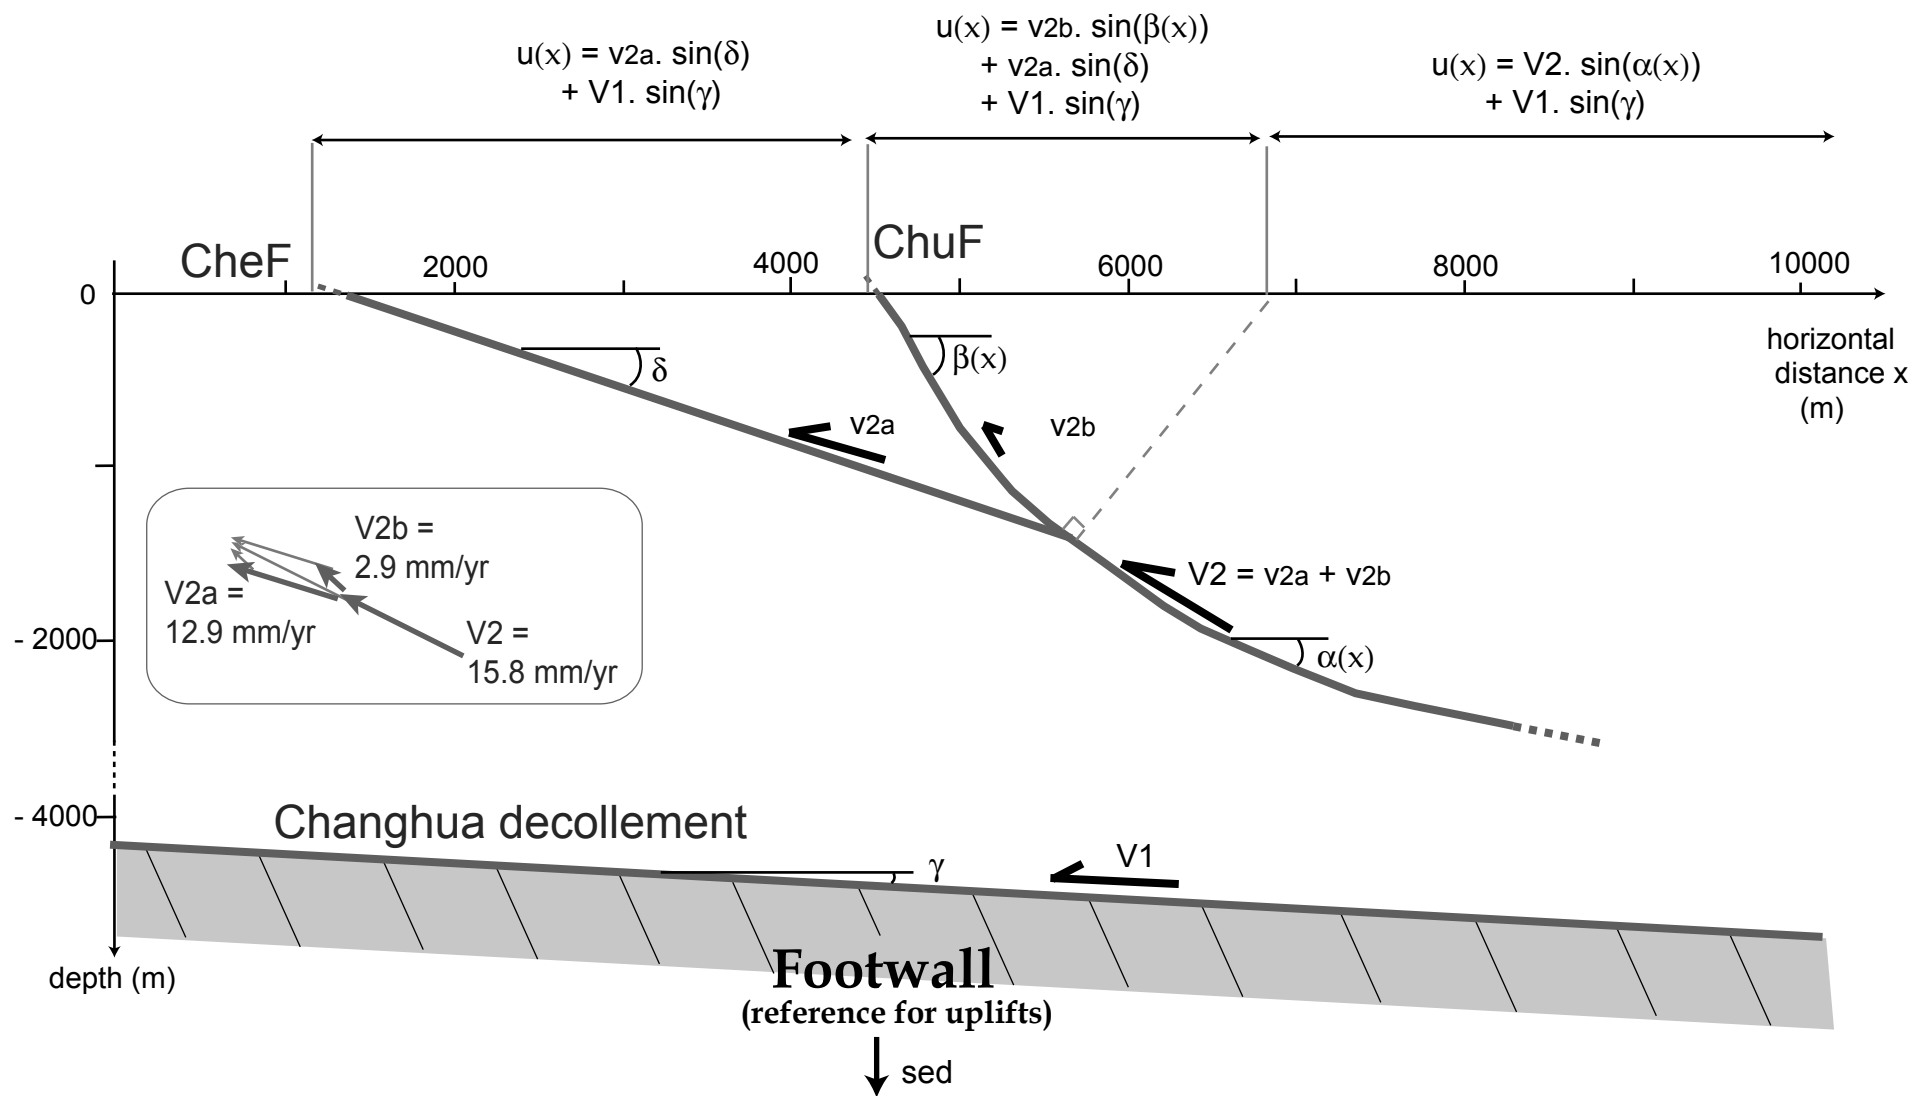 u(x) = v2a. sin(δ)
+ V1. sin(γ)
u(x) = v2b. sin(β(x))
+ v2a. sin(δ)
+ V1. sin(γ)
u(x) = V2. sin(α(x))
+ V1. sin(γ)
CheF
ChuF
2000
4000
6000
8000
10000
0
horizontal
distance x
(m)
δ
β(x)
v2a
v2b
V2b =
2.9 mm/yr
V2a =
12.9 mm/yr
V2 =
15.8 mm/yr
V2 = v2a + v2b
- 2000
α(x)
- 4000
Changhua decollement
γ
V1
Footwall
(reference for uplifts)
depth (m)
sed